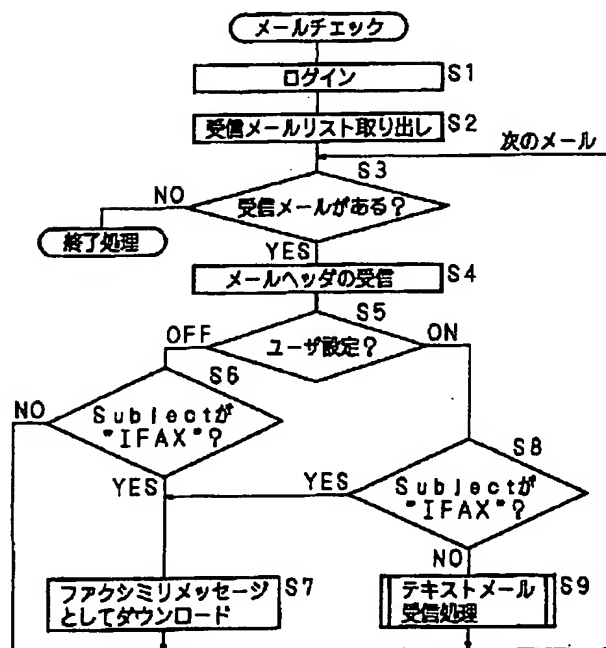 メールチェック
ログイン S1
受信メールリスト取り出し S2
次のメール
S3
NO
受信メールがある?
終了処理
YES
メールヘッダの受信 S4
S5
OFF
ユーザ設定?
ON
S6
NO
Subjectが
"IFAX"?
S8
YES
YES
Subjectが
"IFAX"?
NO
ファクシミリメッセージ
としてダウンロード
S7
テキストメール
受信処理
S9